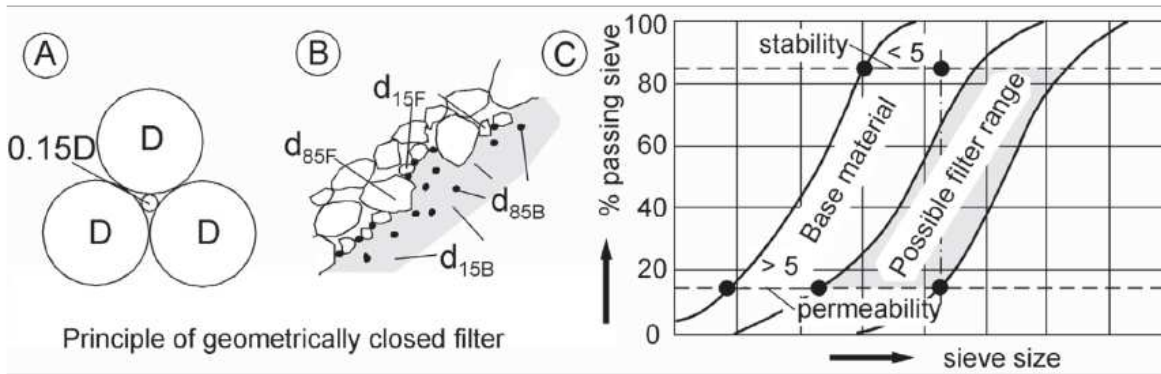 A
0.15D
D
D
D
B
d15F
d85F
d85B
d15B
Principle of geometrically closed filter
C
% passing sieve
100
80
60
40
20
0
stability
< 5
Base material
Possible filter range
> 5
permeability
sieve size